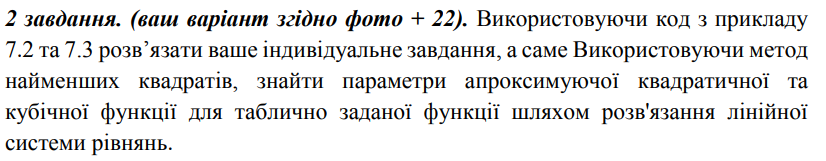 2 завдання. (ваш варіант згідно фото + 22). Використовуючи код з прикладу
7.2 та 7.3 розв’язати ваше індивідуальне завдання, а саме Використовуючи метод
найменших квадратів, знайти параметри апроксимуючої квадратичної та
кубічної функції для таблично заданої функції шляхом розв'язання лінійної
системи рівнянь.